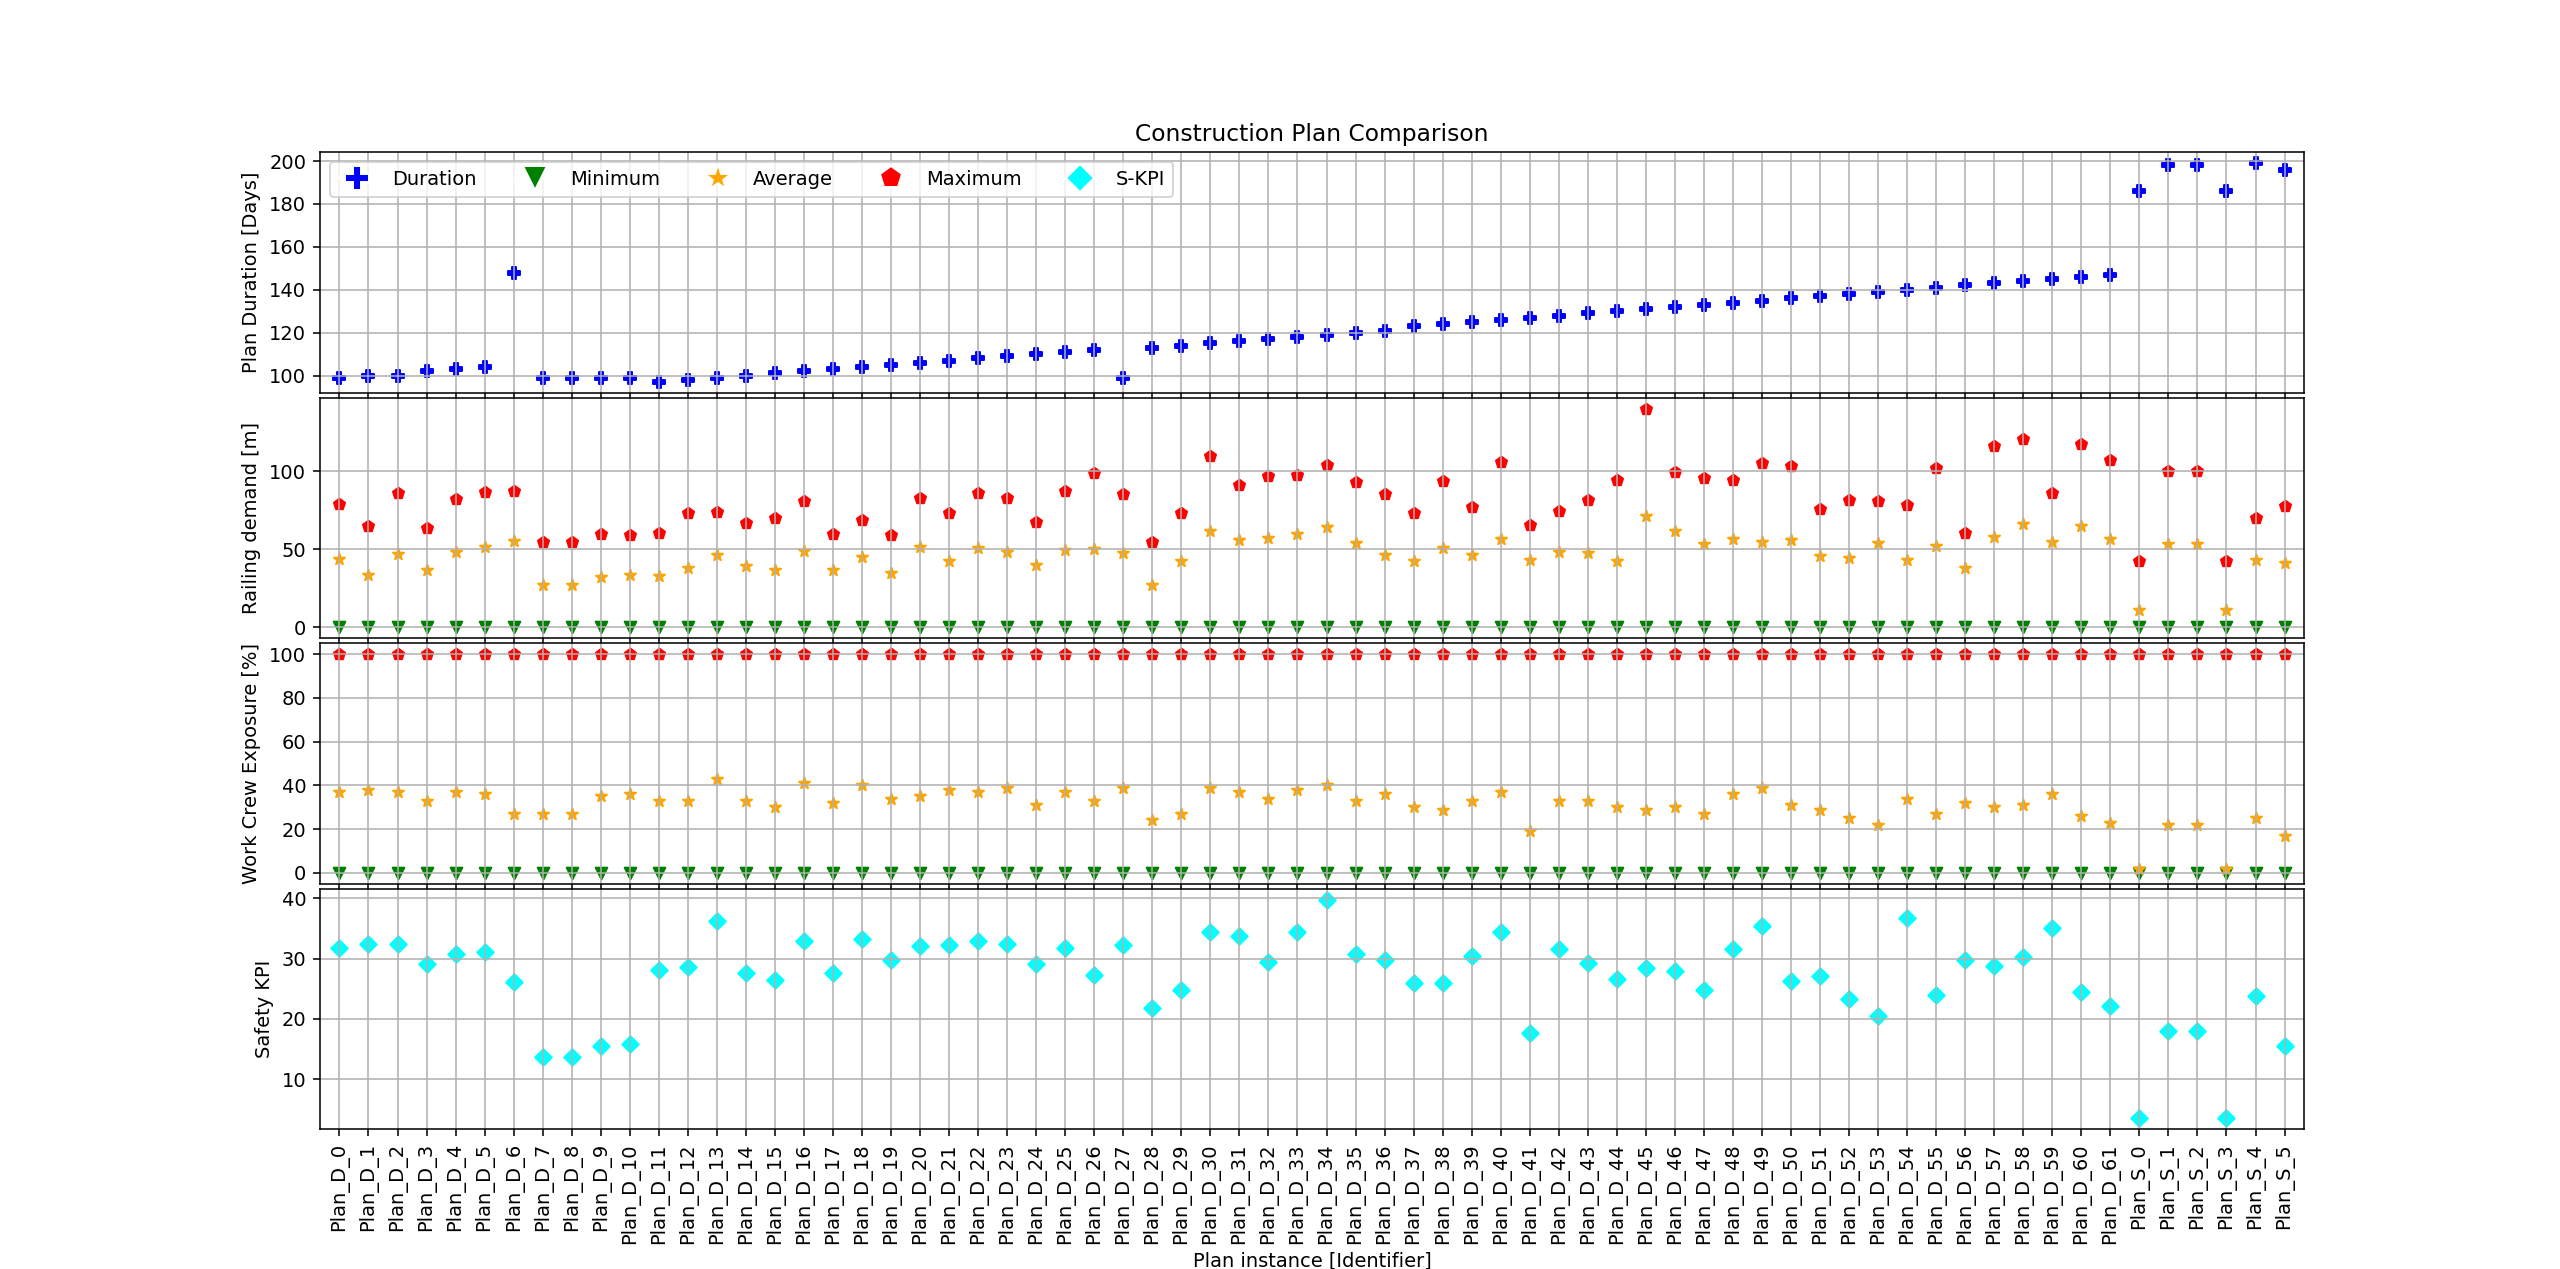 Construction Plan Comparison
Duration Minimum Average Maximum S-KPI
Plan Duration [Days]
200
180
160
140
120
100
Railing demand [m]
100
50
0
Work Crew Exposure [%]
100
80
60
40
20
0
Safety KPI
40
30
20
10
Plan_D_0
Plan_D_1
Plan_D_2
Plan_D_3
Plan_D_4
Plan_D_5
Plan_D_6
Plan_D_7
Plan_D_8
Plan_D_9
Plan_D_10
Plan_D_11
Plan_D_12
Plan_D_13
Plan_D_14
Plan_D_15
Plan_D_16
Plan_D_17
Plan_D_18
Plan_D_19
Plan_D_20
Plan_D_21
Plan_D_22
Plan_D_23
Plan_D_24
Plan_D_25
Plan_D_26
Plan_D_27
Plan_D_28
Plan_D_29
Plan_D_30
Plan_D_31
Plan_D_32
Plan_D_33
Plan_D_34
Plan_D_35
Plan_D_36
Plan_D_37
Plan_D_38
Plan_D_39
Plan_D_40
Plan_D_41
Plan_D_42
Plan_D_43
Plan_D_44
Plan_D_45
Plan_D_46
Plan_D_47
Plan_D_48
Plan_D_49
Plan_D_50
Plan_D_51
Plan_D_52
Plan_D_53
Plan_D_54
Plan_D_55
Plan_D_56
Plan_D_57
Plan_D_58
Plan_D_59
Plan_D_60
Plan_D_61
Plan_S_0
Plan_S_1
Plan_S_2
Plan_S_3
Plan_S_4
Plan_S_5
Plan instance [Identifier]